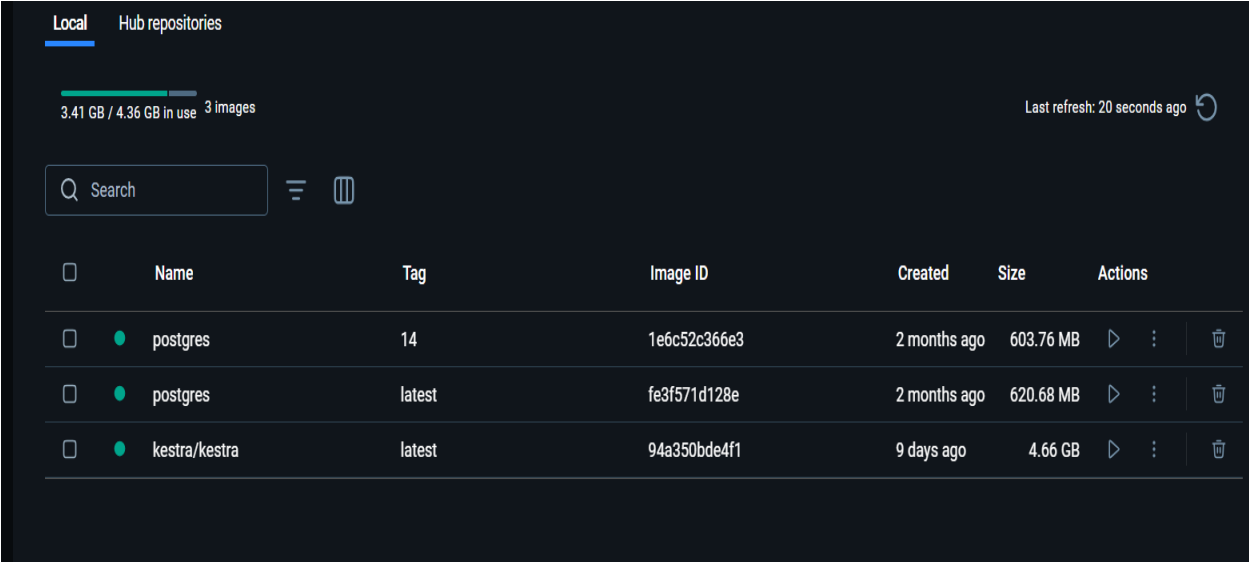 Local Hub repositories
3.41 GB / 4.36 GB in use 3 images
Last refresh: 20 seconds ago
Search
Name Tag Image ID Created Size Actions
postgres 14 1e6c52c366e3 2 months ago 603.76 MB
postgres latest fe3f571d128e 2 months ago 620.68 MB
kestra/kestra latest 94a350bde4f1 9 days ago 4.66 GB